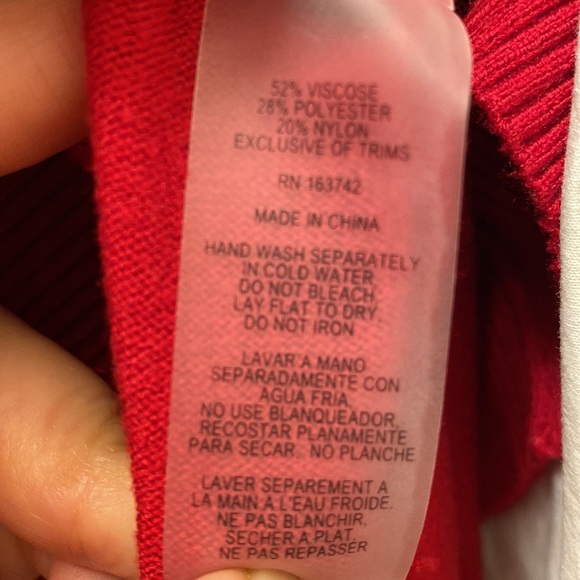 52% VISCOSE
28% POLYESTER
20% NYLON
EXCLUSIVE OF TRIMS
RN 163742
MADE IN CHINA
HAND WASH SEPARATELY
IN COLD WATER
DO NOT BLEACH,
LAY FLAT TO DRY,
DO NOT IRON
LAVAR A MANO
SEPARADAMENTE CON
AGUA FRIA,
NO USE BLANQUEADOR,
RECOSTAR PLANAMENTE
PARA SECAR. NO PLANCHE
LAVER SEPAREMENT A
LA MAIN A L'EAU FROIDE,
NE PAS BLANCHIR,
SECHER A PLAT,
NE PAS REPASSER